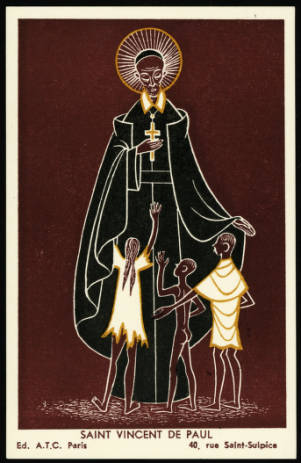 SAINT VINCENT DE PAUL
Ed. A.T.C. Paris 40, rue Saint-Sulpice